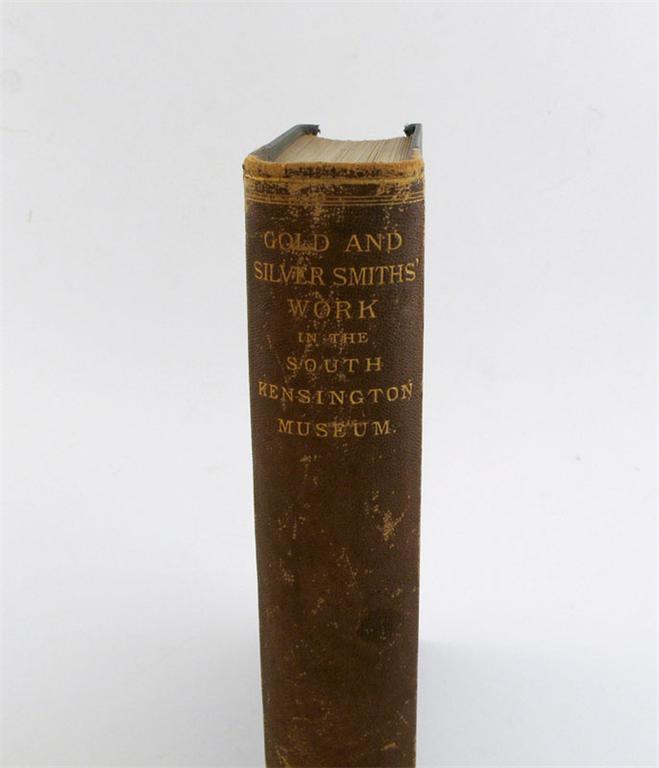 GOLD AND
SILVER SMITHS'
WORK
IN THE
SOUTH
KENSINGTON
MUSEUM.